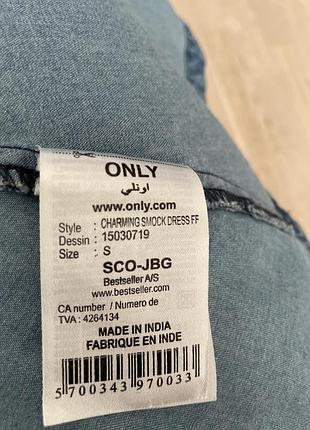 ONLY
اونلي
www.only.com
Style : CHARMING SMOCK DRESS FF
Dessin : 15030719
Size : S
SCO-JBG
Bestseller A/S
www.bestseller.com
CA number / Numero de
TVA : 4264134
MADE IN INDIA
FABRIQUE EN INDE
5 700343 970033